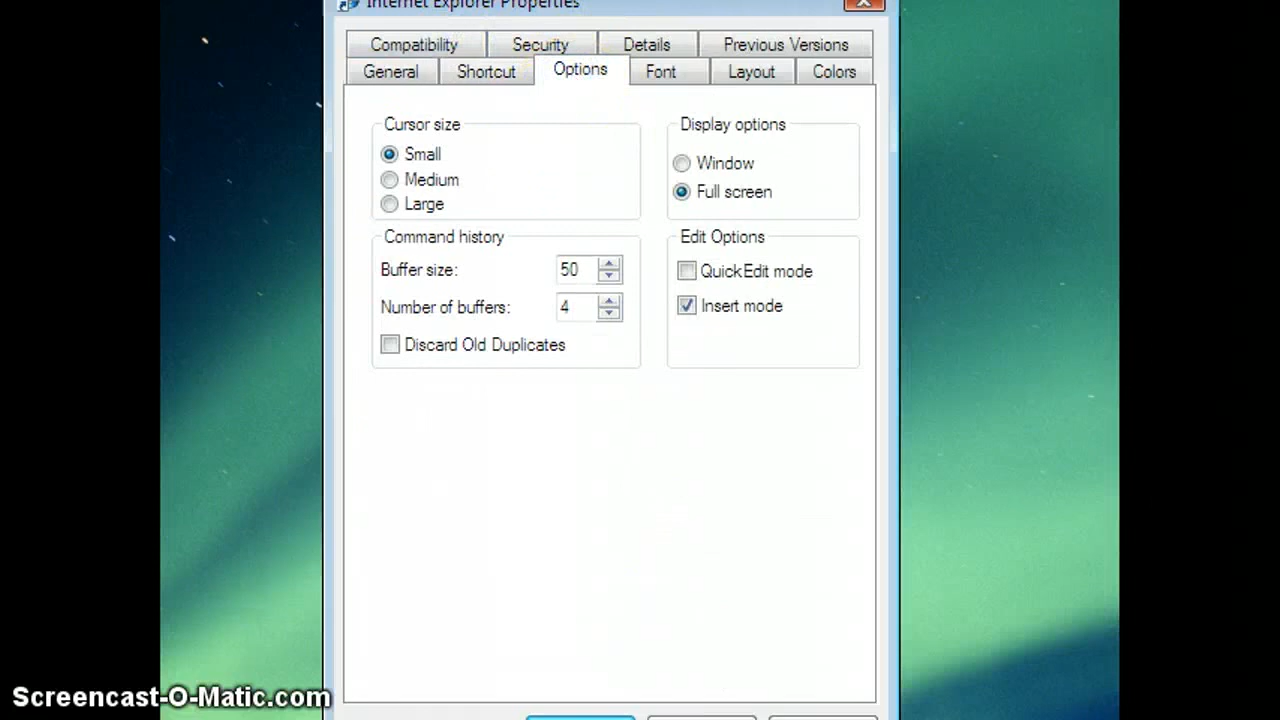 Internet Explorer Properties
Compatibility Security Details Previous Versions
General Shortcut Options Font Layout Colors
Cursor size
Small
Medium
Large
Display options
Window
Full screen
Command history
Buffer size: 50
Number of buffers: 4
Discard Old Duplicates
Edit Options
QuickEdit mode
Insert mode
Screencast-O-Matic.com